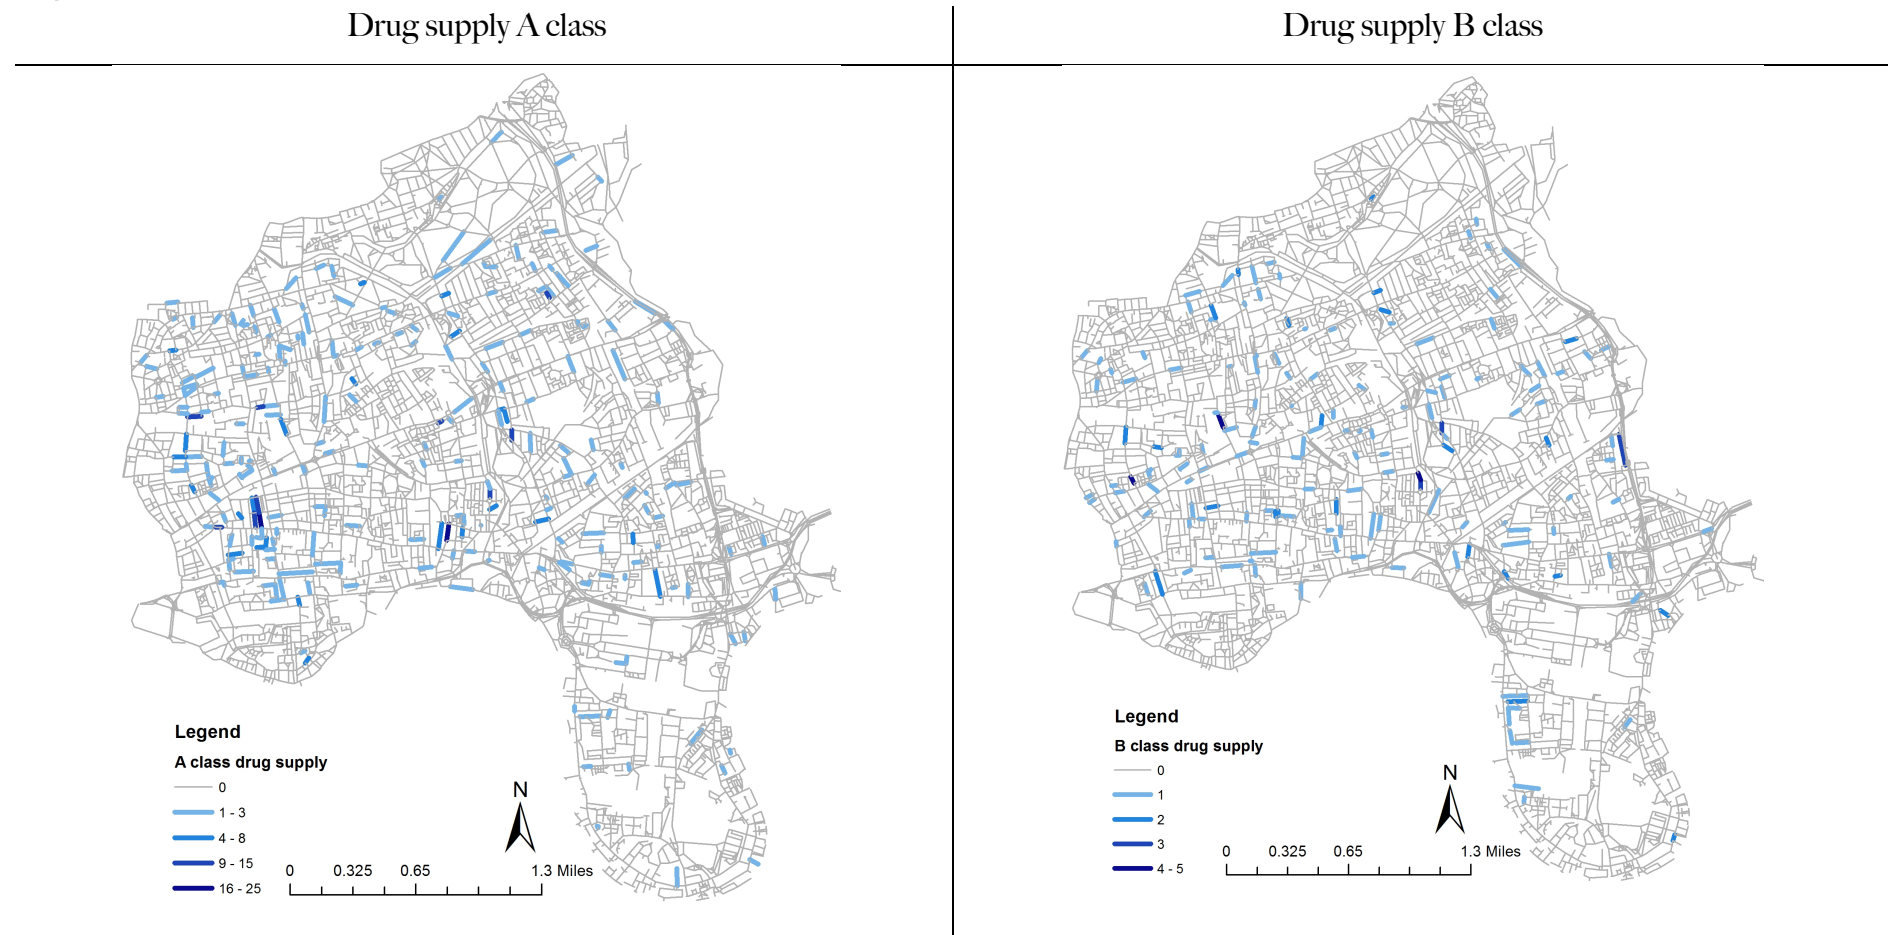 Drug supply A class
Drug supply B class
Legend
A class drug supply
0
1 - 3
4 - 8
9 - 15
16 - 25
N
0 0.325 0.65 1.3 Miles
Legend
B class drug supply
0
1
2
3
4 - 5
N
0 0.325 0.65 1.3 Miles